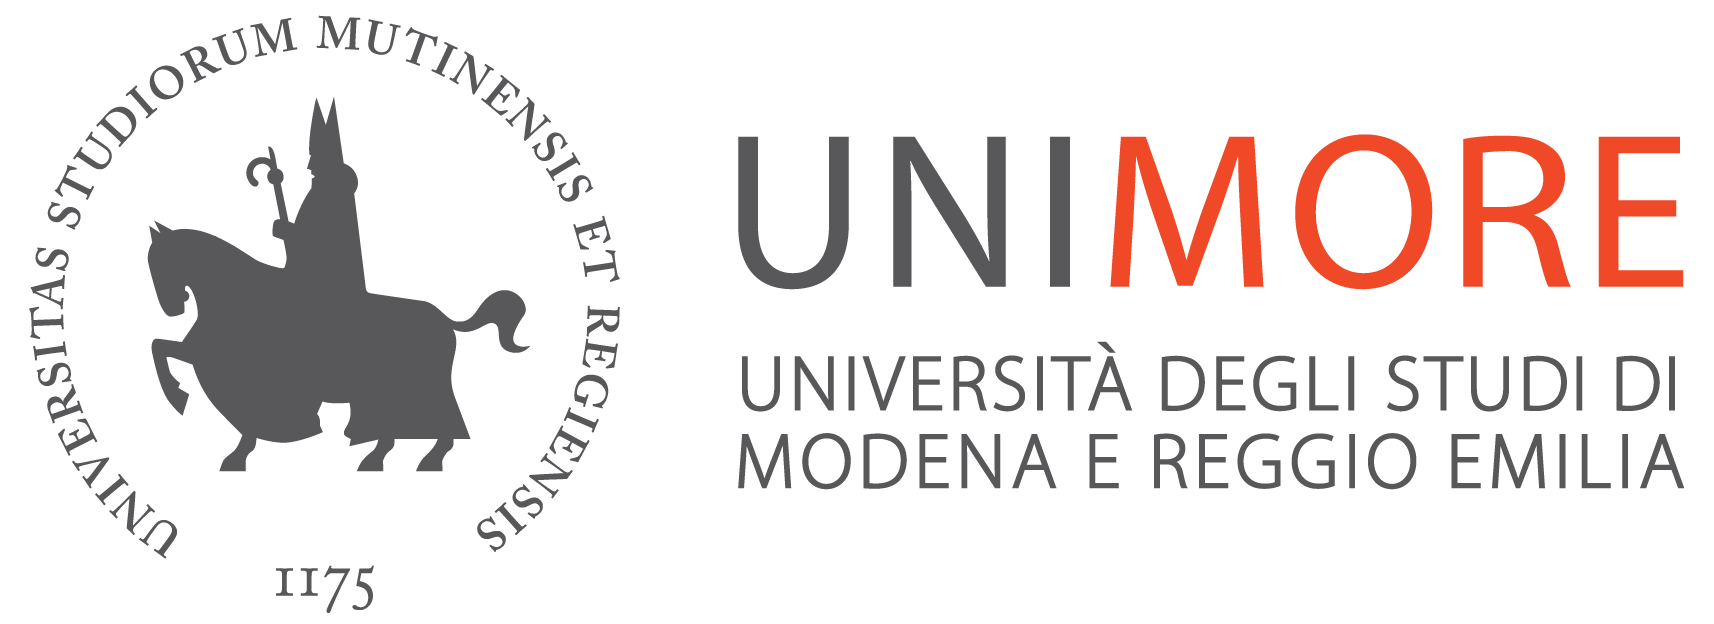 UNIVERSITAS STUDIORUM MUTINENSIS ET REGIENSIS
1175
UNIMORE
UNIVERSITÀ DEGLI STUDI DI
MODENA E REGGIO EMILIA